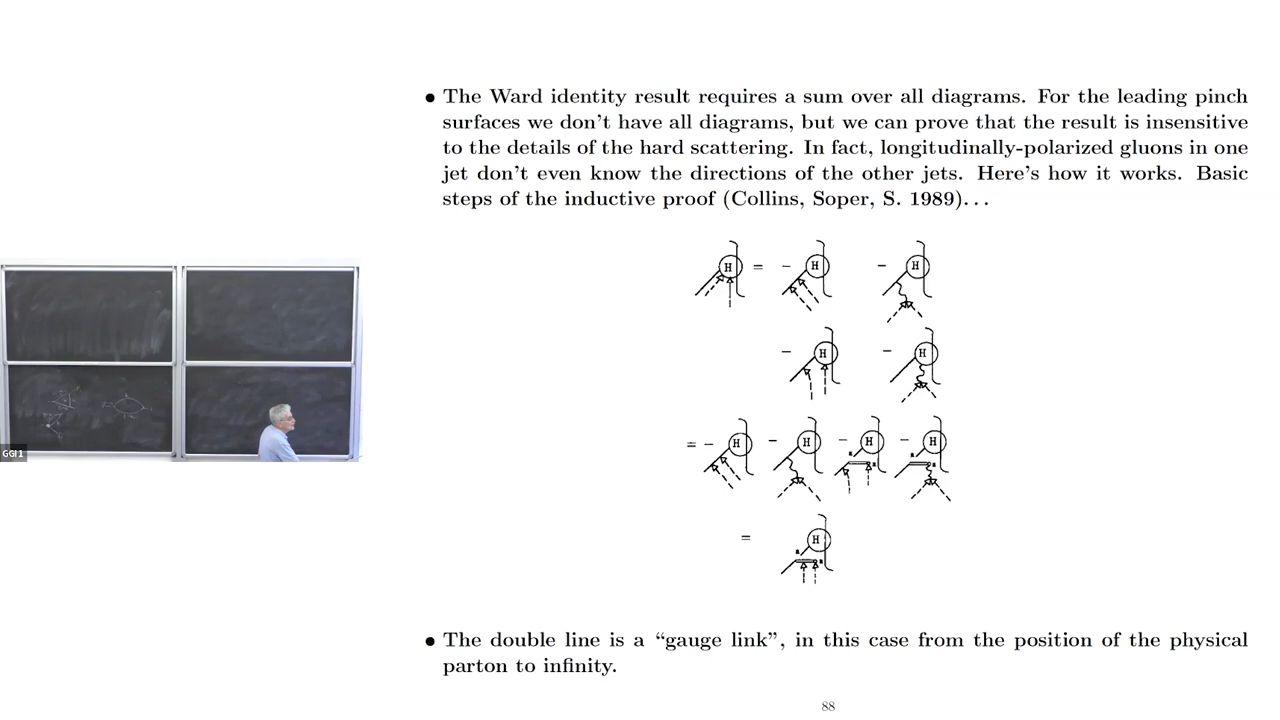 • The Ward identity result requires a sum over all diagrams. For the leading pinch
surfaces we don't have all diagrams, but we can prove that the result is insensitive
to the details of the hard scattering. In fact, longitudinally-polarized gluons in one
jet don't even know the directions of the other jets. Here's how it works. Basic
steps of the inductive proof (Collins, Soper, S. 1989)...
H = - H - H
- H - H
= - H - H - H - H
= H
• The double line is a “gauge link”, in this case from the position of the physical
parton to infinity.
88
GGI 1